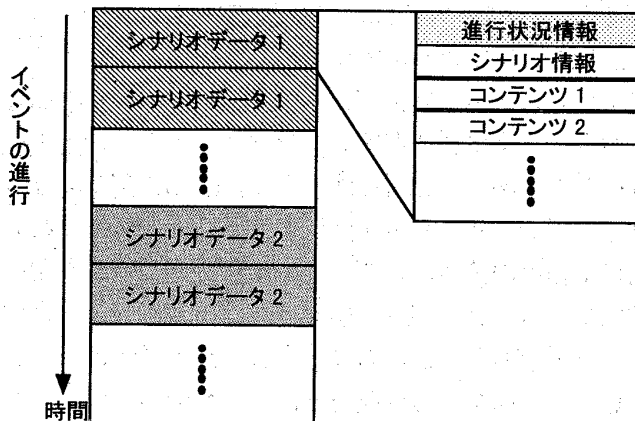 イベントの進行
時間
シナリオデータ 1
シナリオデータ 1
シナリオデータ 2
シナリオデータ 2
進行状況情報
シナリオ情報
コンテンツ 1
コンテンツ 2